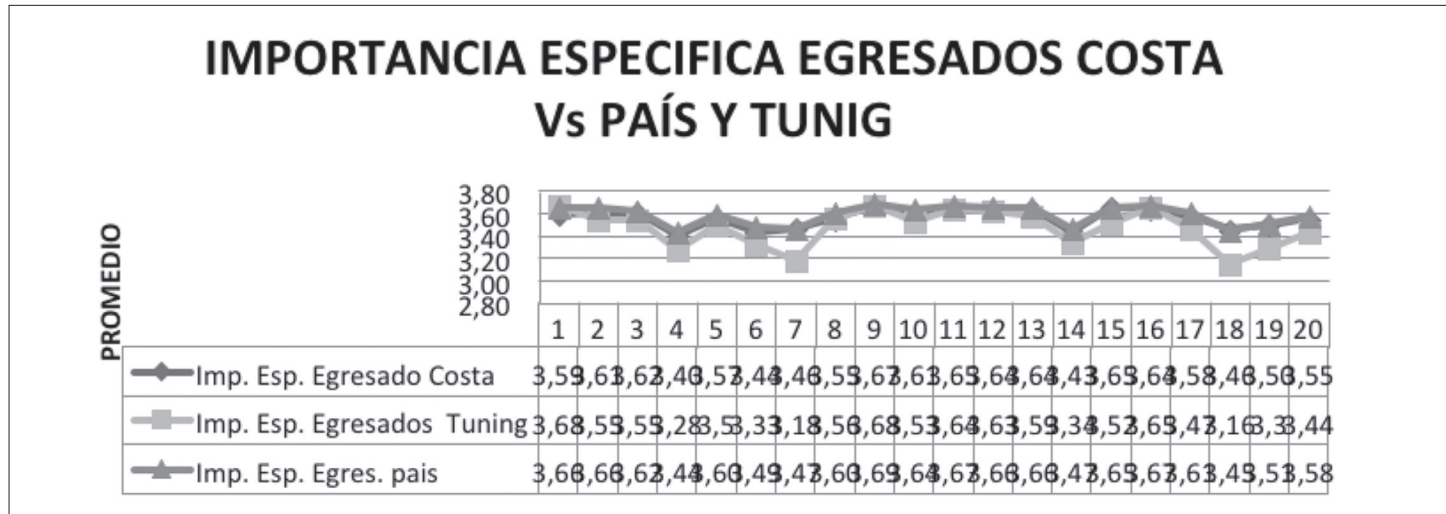 IMPORTANCIA ESPECIFICA EGRESADOS COSTA
Vs PAÍS Y TUNIG
PROMEDIO
3,80
3,60
3,40
3,20
3,00
2,80
1 2 3 4 5 6 7 8 9 10 11 12 13 14 15 16 17 18 19 20
Imp. Esp. Egresado Costa 3,59 3,61 3,62 3,40 3,57 3,44 3,46 3,55 3,67 3,61 3,65 3,64 3,64 3,43 3,65 3,64 3,58 3,46 3,50 3,55
Imp. Esp. Egresados Tuning 3,68 3,55 3,55 3,28 3,5 3,33 3,18 3,56 3,68 3,53 3,64 3,63 3,59 3,34 3,52 3,65 3,47 3,16 3,3 3,44
Imp. Esp. Egres. pais 3,66 3,66 3,62 3,44 3,60 3,49 3,47 3,60 3,69 3,64 3,67 3,66 3,66 3,47 3,65 3,67 3,61 3,45 3,51 3,58